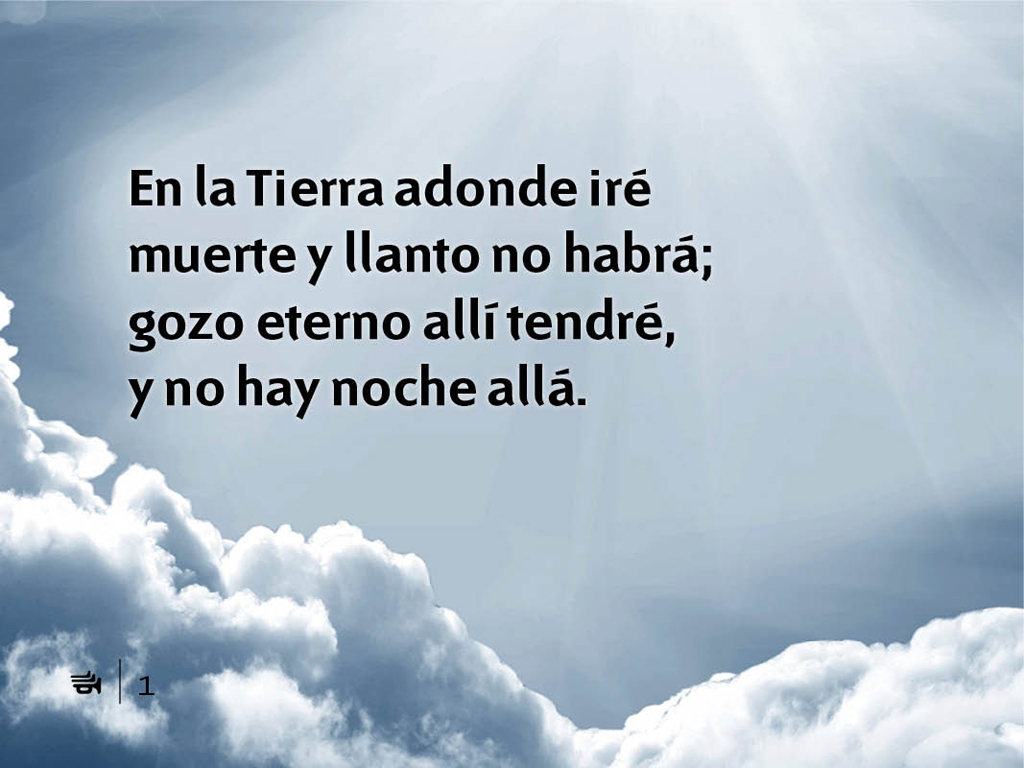 En la Tierra adonde iré
muerte y llanto no habrá;
gozo eterno allí tendré,
y no hay noche allá.
1